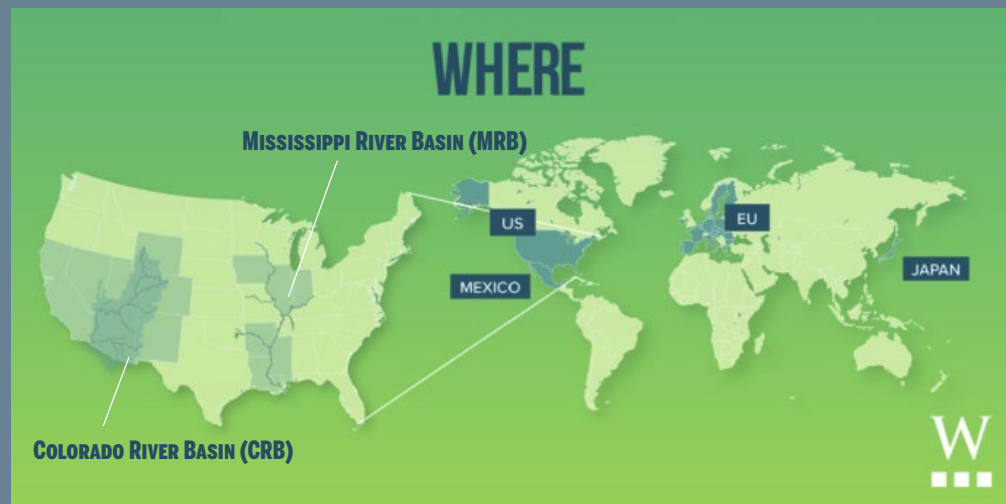 WHERE
MISSISSIPPI RIVER BASIN (MRB)
US
EU
MEXICO
JAPAN
COLORADO RIVER BASIN (CRB)
W